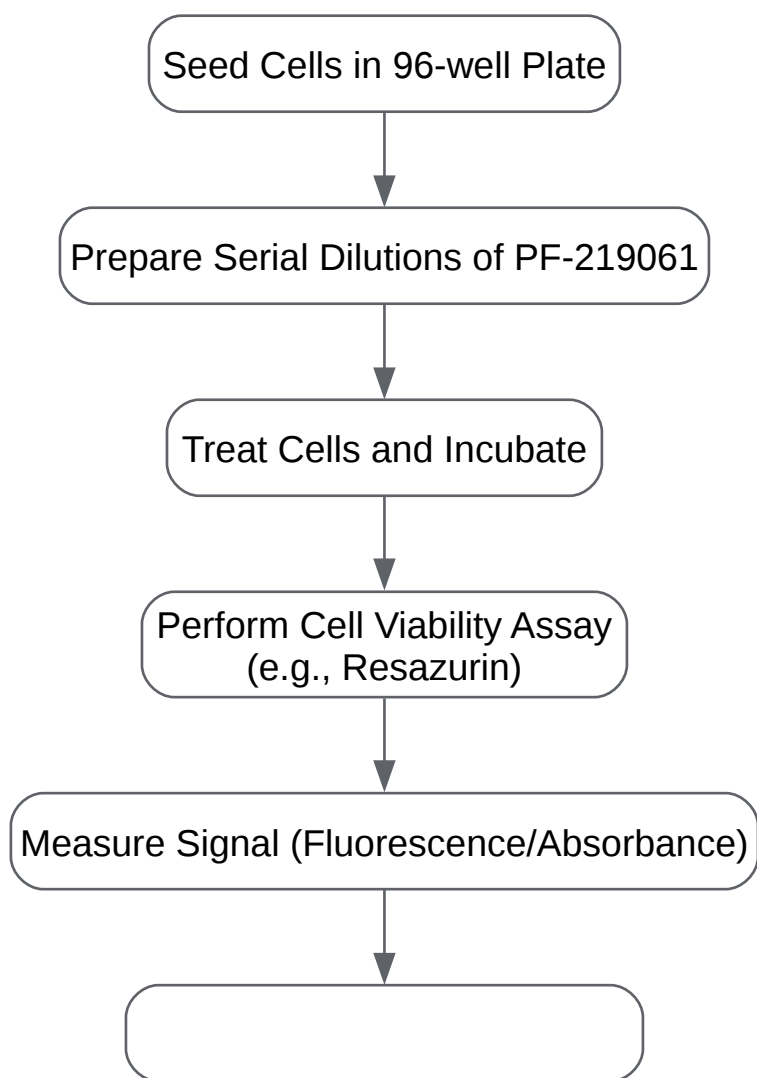 Seed Cells in 96-well Plate
Prepare Serial Dilutions of PF-219061
Treat Cells and Incubate
Perform Cell Viability Assay
(e.g., Resazurin)
Measure Signal (Fluorescence/Absorbance)